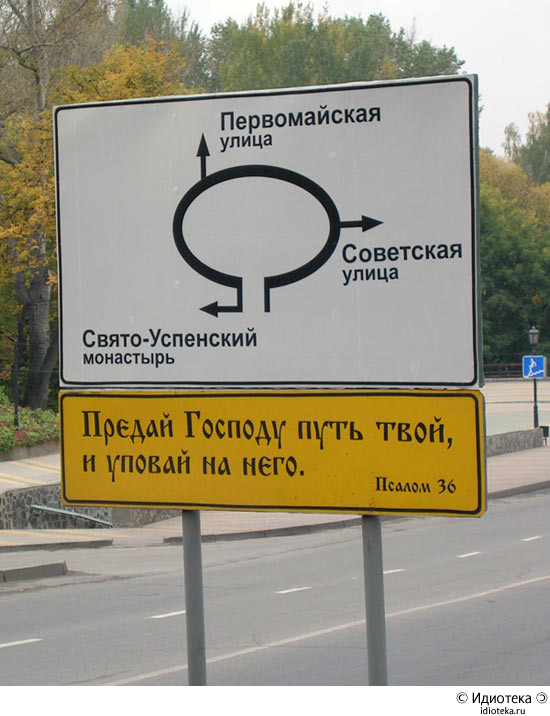 Первомайская
улица
Советская
улица
Свято-Успенский
монастырь
Предай Господу путь твой,
и уповай на него.
Псалом 36
© Идиотека
idioteka.ru